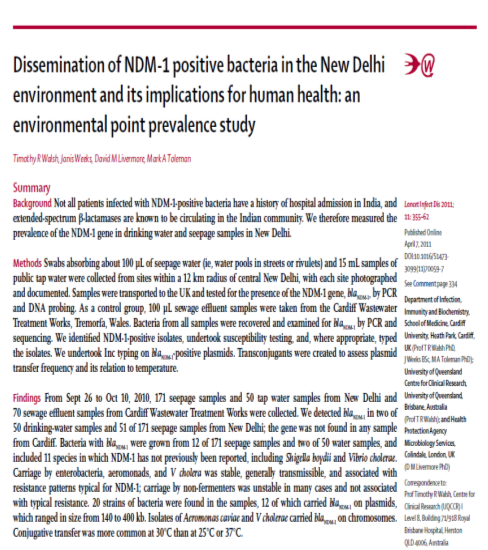 Dissemination of NDM-1 positive bacteria in the New Delhi
environment and its implications for human health: an
environmental point prevalence study
Timothy R Walsh, Janis Weeks, David M Livermore, Mark A Toleman
Summary
Background Not all patients infected with NDM-1-positive bacteria have a history of hospital admission in India, and
extended-spectrum β-lactamases are known to be circulating in the Indian community. We therefore measured the
prevalence of the NDM-1 gene in drinking water and seepage samples in New Delhi.
Methods Swabs absorbing about 100 μL of seepage water (ie, water pools in streets or rivulets) and 15 mL samples of
public tap water were collected from sites within a 12 km radius of central New Delhi, with each site photographed
and documented. Samples were transported to the UK and tested for the presence of the NDM-1 gene, blaNDM-1, by PCR
and DNA probing. As a control group, 100 μL sewage effluent samples were taken from the Cardiff Wastewater
Treatment Works, Tremorfa, Wales. Bacteria from all samples were recovered and examined for blaNDM-1 by PCR and
sequencing. We identified NDM-1-positive isolates, undertook susceptibility testing, and, where appropriate, typed
the isolates. We undertook Inc typing on blaNDM-1-positive plasmids. Transconjugants were created to assess plasmid
transfer frequency and its relation to temperature.
Findings From Sept 26 to Oct 10, 2010, 171 seepage samples and 50 tap water samples from New Delhi and
70 sewage effluent samples from Cardiff Wastewater Treatment Works were collected. We detected blaNDM-1 in two of
50 drinking-water samples and 51 of 171 seepage samples from New Delhi; the gene was not found in any sample
from Cardiff. Bacteria with blaNDM-1 were grown from 12 of 171 seepage samples and two of 50 water samples, and
included 11 species in which NDM-1 has not previously been reported, including Shigella boydii and Vibrio cholerae.
Carriage by enterobacteria, aeromonads, and V cholera was stable, generally transmissible, and associated with
resistance patterns typical for NDM-1; carriage by non-fermenters was unstable in many cases and not associated
with typical resistance. 20 strains of bacteria were found in the samples, 12 of which carried blaNDM-1 on plasmids,
which ranged in size from 140 to 400 kb. Isolates of Aeromonas caviae and V cholerae carried blaNDM-1 on chromosomes.
Conjugative transfer was more common at 30°C than at 25°C or 37°C.
Lancet Infect Dis 2011;
11: 355–62
Published Online
April 7, 2011
DOI:10.1016/S1473-
3099(11)70059-7
See Comment page 334
Department of Infection,
Immunity and Biochemistry,
School of Medicine, Cardiff
University, Heath Park, Cardiff,
UK (Prof T R Walsh PhD,
J Weeks BSc, M A Toleman PhD);
University of Queensland
Centre for Clinical Research,
University of Queensland,
Brisbane, Australia
(Prof T R Walsh); and Health
Protection Agency
Microbiology Services,
Colindale, London, UK
(D M Livermore PhD)
Correspondence to:
Prof Timothy R Walsh, Centre for
Clinical Research (UQCCR) |
Level 8, Building 71/918 Royal
Brisbane Hospital, Herston
QLD 4006, Australia